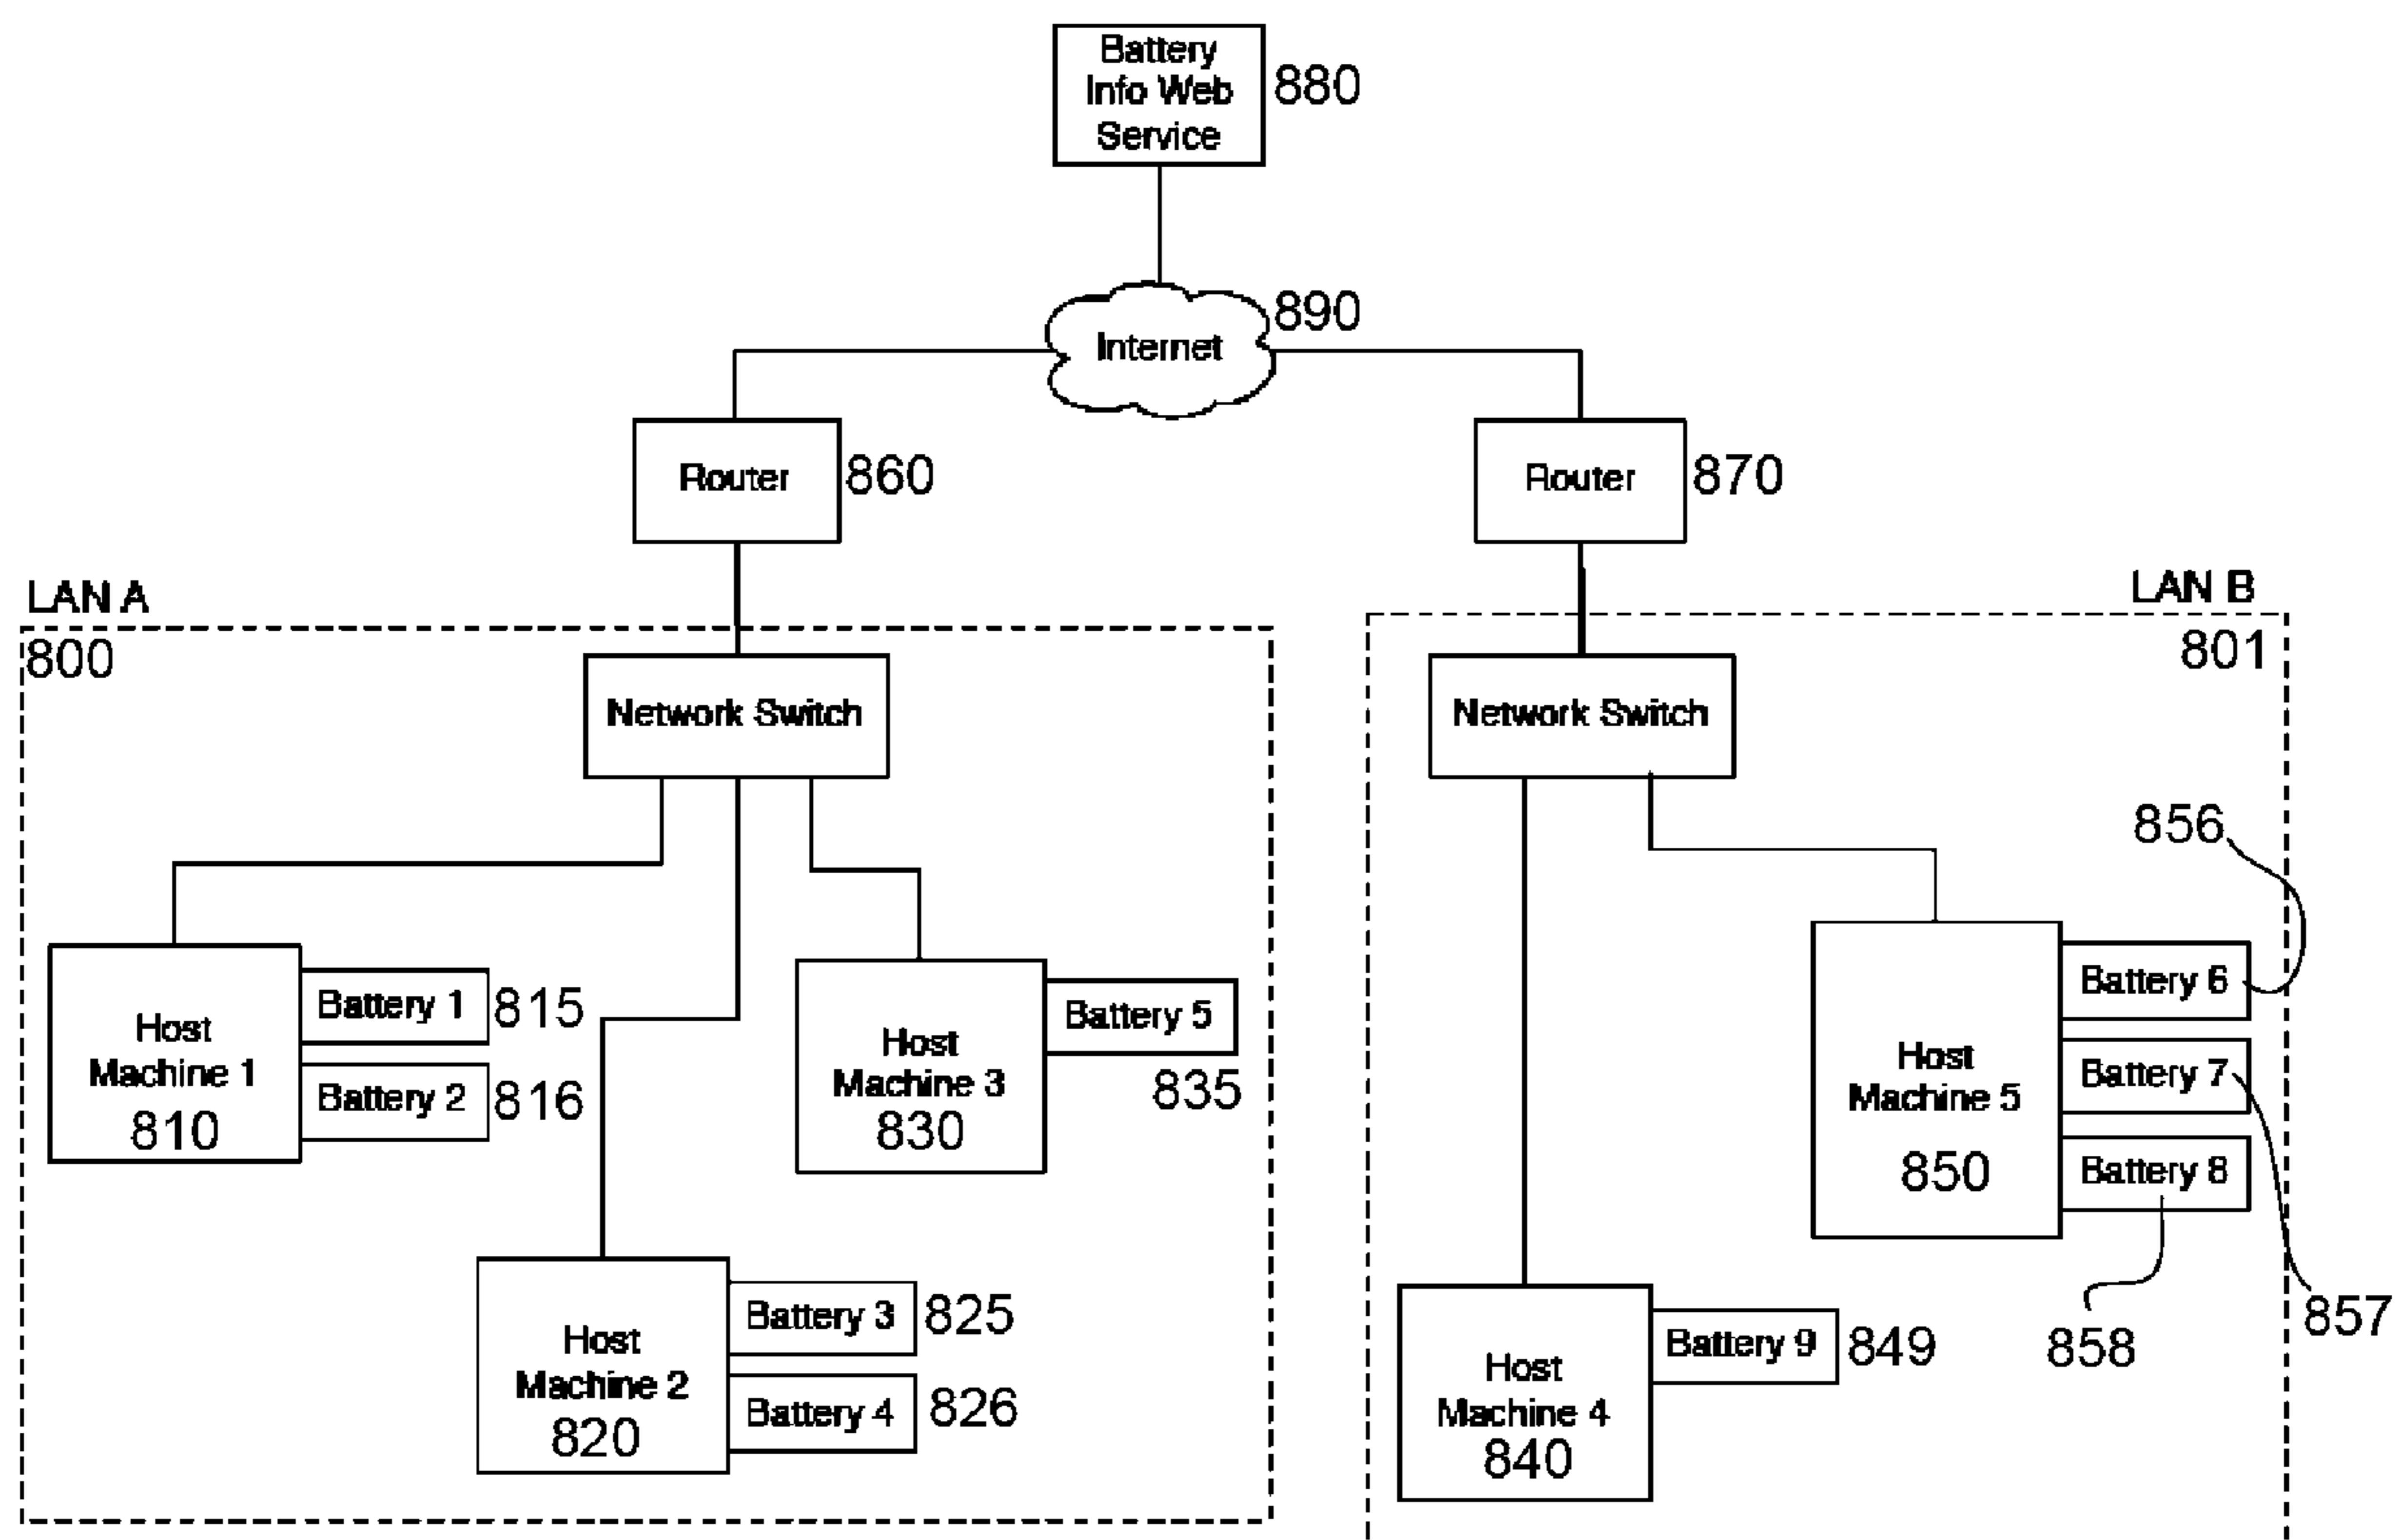 Battery
Info Web
Service
880
890
Internet
Router
860
Router
870
LAN A
LAN B
800
801
Network Switch
Network Switch
856
Host
Machine 1
810
Battery 1
815
Battery 2
816
Host
Machine 3
830
Battery 5
835
Host
Machine 5
850
Battery 6
Battery 7
Battery 8
857
858
Host
Machine 2
820
Battery 3
825
Battery 4
826
Host
Machine 4
840
Battery 9
849